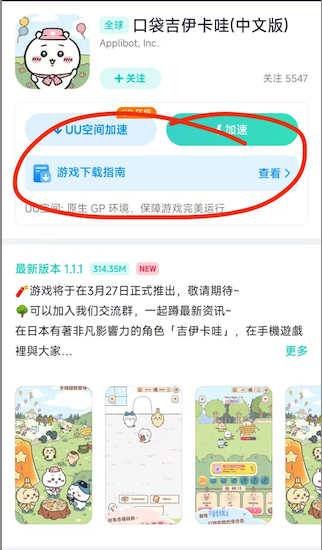 全球 口袋吉伊卡哇(中文版)
Applibot, Inc.
+ 关注
关注 5547
GP 环境
UU空间加速
加速
游戏下载指南
查看 >
UU空间: 原生 GP 环境，保障游戏完美运行
最新版本 1.1.1 314.35M NEW
🧨游戏将于在3月27日正式推出，敬请期待~
🌳可以加入我们交流群，一起蹲最新资讯~
在日本有著非凡影響力的角色「吉伊卡哇」，在手機遊戲
裡與大家...
更多